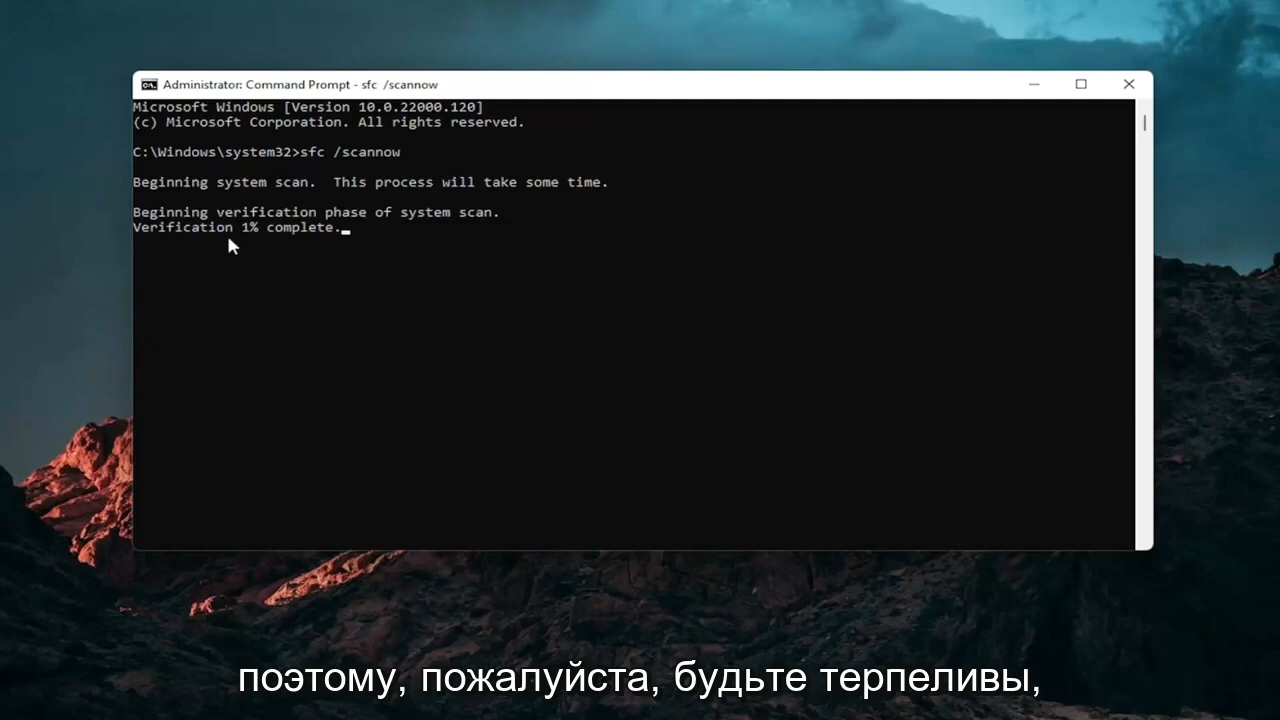 Administrator: Command Prompt - sfc /scannow
Microsoft Windows [Version 10.0.22000.120]
(c) Microsoft Corporation. All rights reserved.
C:\Windows\system32>sfc /scannow
Beginning system scan.  This process will take some time.
Beginning verification phase of system scan.
Verification 1% complete.
поэтому, пожалуйста, будьте терпеливы,